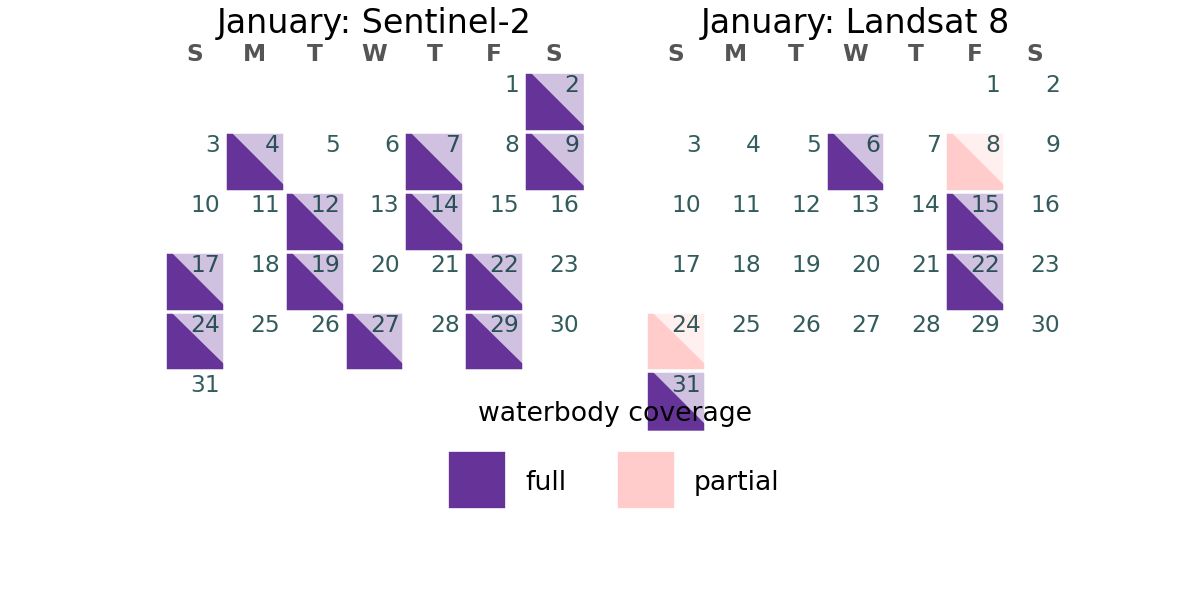 January: Sentinel-2
S M T W T F S
1 2
3 4 5 6 7 8 9
10 11 12 13 14 15 16
17 18 19 20 21 22 23
24 25 26 27 28 29 30
31
January: Landsat 8
S M T W T F S
1 2
3 4 5 6 7 8 9
10 11 12 13 14 15 16
17 18 19 20 21 22 23
24 25 26 27 28 29 30
31
waterbody coverage
full
partial